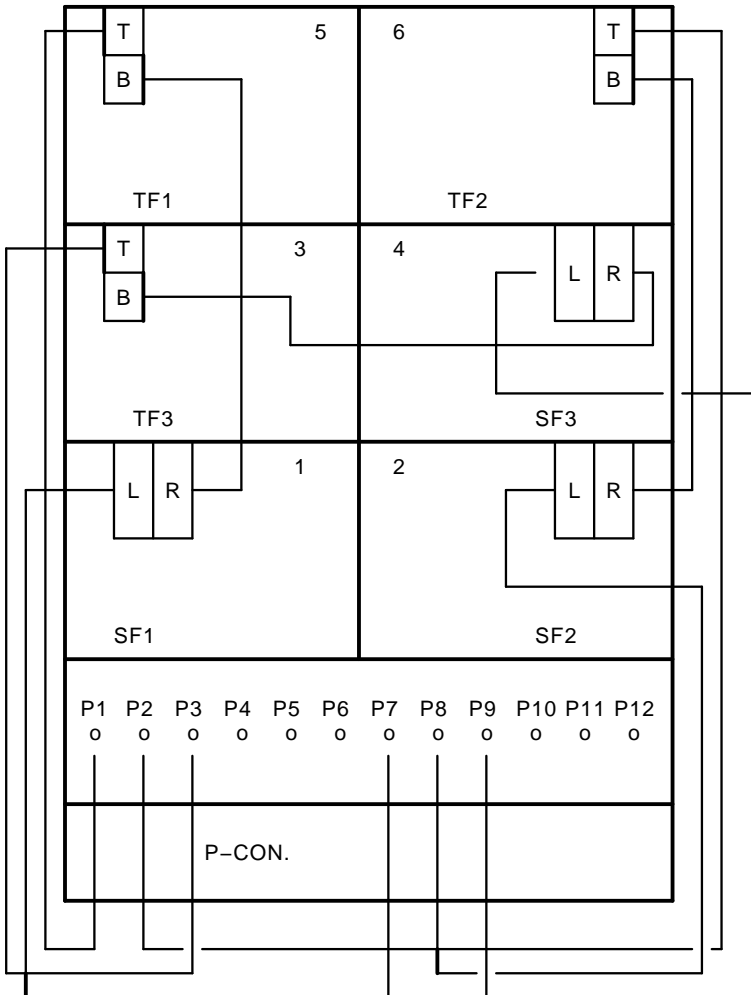 T 5 6 T
B B
TF1 TF2
T 3 4 L R
B
TF3 SF3
L R 1 2 L R
SF1 SF2
P1 P2 P3 P4 P5 P6 P7 P8 P9 P10 P11 P12
o o o o o o o o o o o o
P−CON.